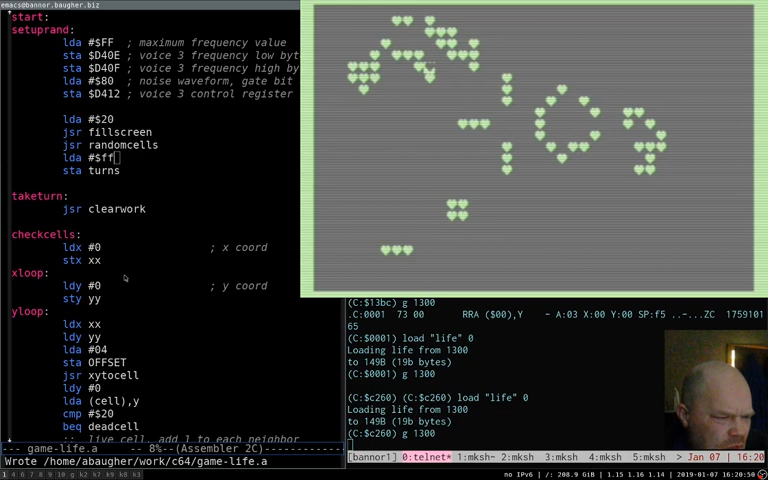 emacs@bannor.baugher.biz
start:
setuprand:
lda #$FF ; maximum frequency value
sta $D40E ; voice 3 frequency low byt
sta $D40F ; voice 3 frequency high by
lda #$80 ; noise waveform, gate bit
sta $D412 ; voice 3 control register
lda #$20
jsr fillscreen
jsr randomcells
lda #$ff
sta turns
taketurn:
jsr clearwork
checkcells:
ldx #0 ; x coord
stx xx
xloop:
ldy #0 ; y coord
sty yy
yloop:
ldx xx
ldy yy
lda #04
sta OFFSET
jsr xytocell
ldy #0
lda (cell),y
cmp #$20
beq deadcell
;; live cell, add 1 to each neighbor
--- game-life.a -- 8%--(Assembler 2C)-------------
Wrote /home/abaugher/work/c64/game-life.a
(C:$13bc) g 1300
.C:0001 73 00 RRA ($00),Y - A:03 X:00 Y:00 SP:f5 ..-...ZC 1759101
65
(C:$0001) load "life" 0
Loading life from 1300
to 149B (19b bytes)
(C:$0001) g 1300
(C:$c260) (C:$c260) load "life" 0
Loading life from 1300
to 149B (19b bytes)
(C:$c260) g 1300
[bannor1] 0:telnet* 1:mksh- 2:mksh 3:mksh 4:mksh 5:mksh > Jan 07 | 16:20
no IPv6 | /: 208.9 GiB | 1.15 1.16 1.14 | 2019-01-07 16:20:50